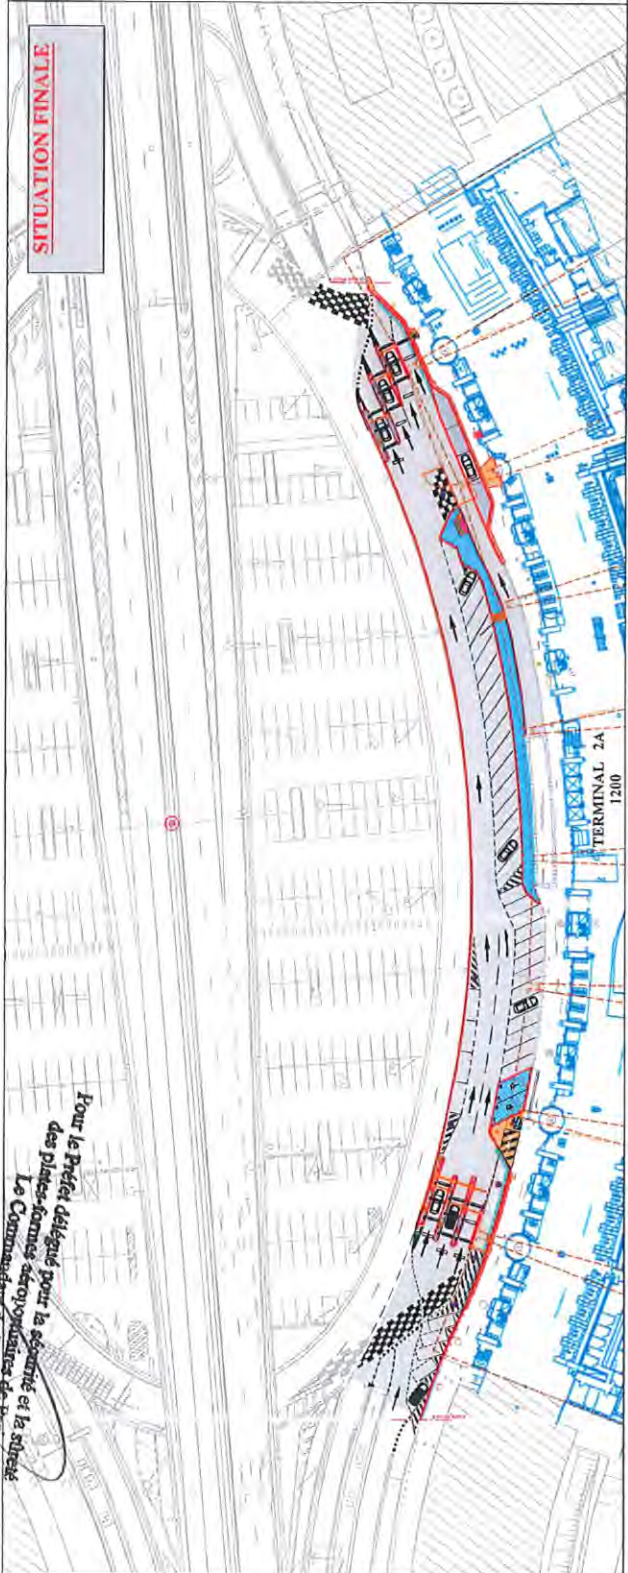 SITUATION FINALE
TERMINAL 2A
1200
Pour le Préfet délégué pour la sécurité et la sûreté
des plates-formes aéroportuaires de
Le Commandant